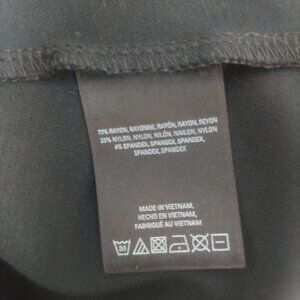 73% RAYON, RAYONNE, RAYÓN, RAYON, REYON
23% NYLON, NYLON, NILÓN, NAILON, NYLON
4% SPANDEX, SPANDEX, SPANDEX,
SPANDEX, SPANDEX
MADE IN VIETNAM,
HECHO EN VIETNAM,
FABRIQUÉ AU VIETNAM
30